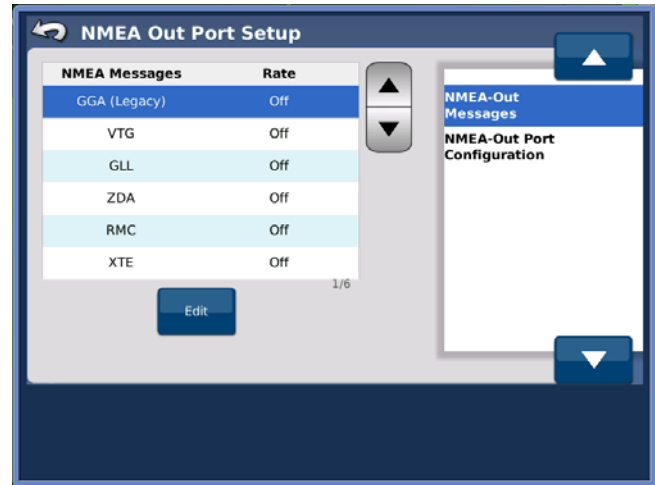 NMEA Out Port Setup
NMEA Messages Rate
GGA (Legacy) Off
VTG Off
GLL Off
ZDA Off
RMC Off
XTE Off
1/6
Edit
NMEA-Out
Messages
NMEA-Out Port
Configuration